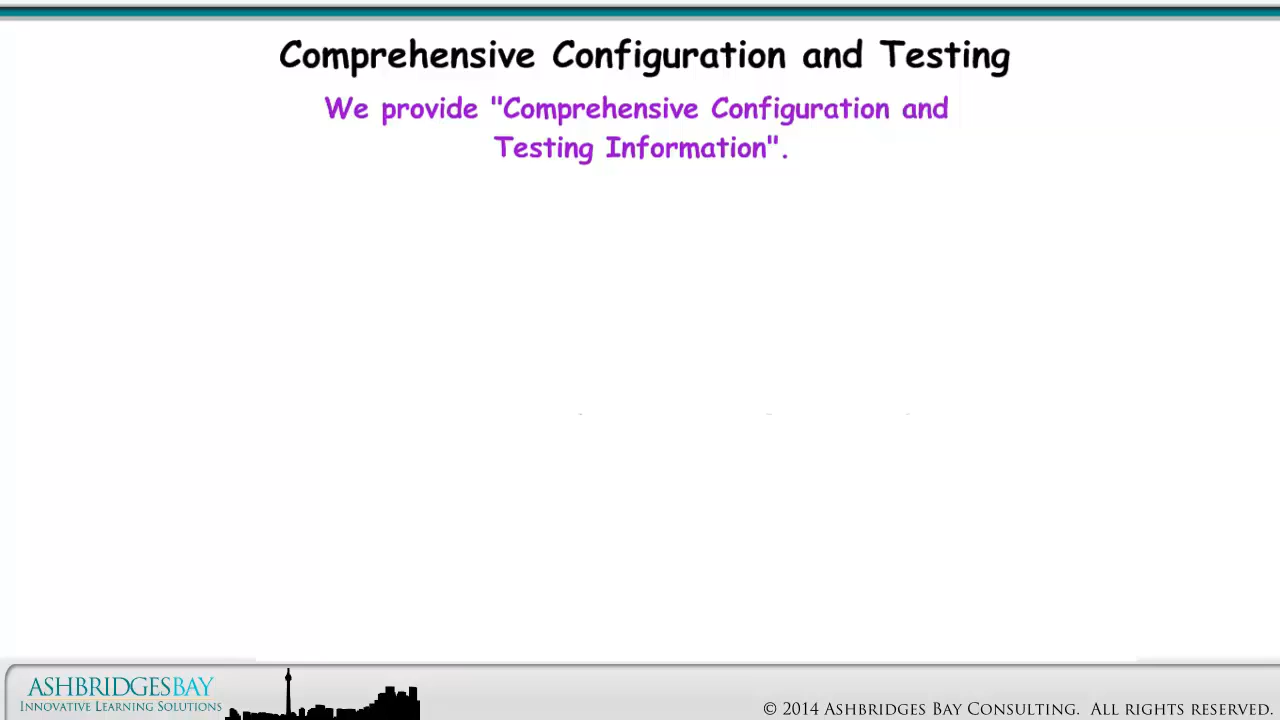 Comprehensive Configuration and Testing
We provide "Comprehensive Configuration and
Testing Information".
ASHBRIDGESBAY
INNOVATIVE LEARNING SOLUTIONS
© 2014 ASHBRIDGES BAY CONSULTING. ALL RIGHTS RESERVED.